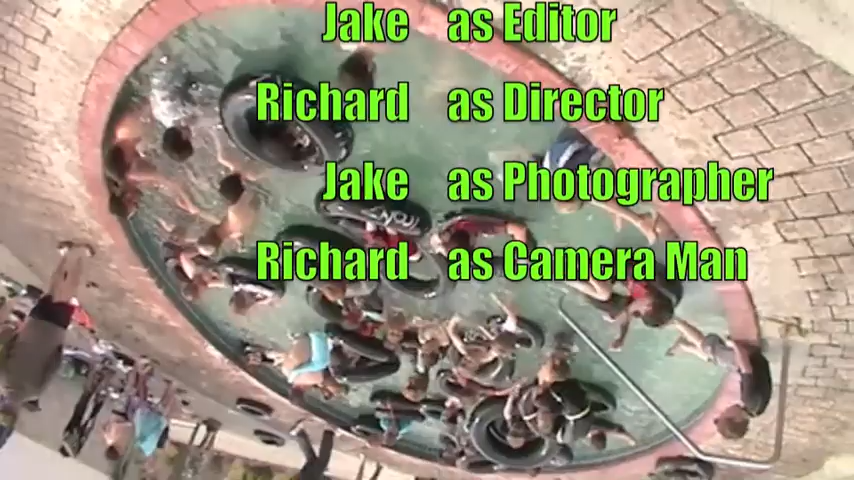 Jake as Editor
Richard as Director
Jake as Photographer
Richard as Camera Man